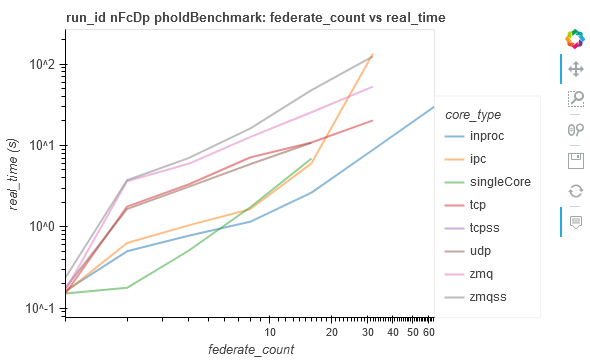 run_id nFcDp pholdBenchmark: federate_count vs real_time
10^2
10^1
10^0
10^-1
real_time (s)
10
20
30
40
50
60
federate_count
core_type
inproc
ipc
singleCore
tcp
tcpss
udp
zmq
zmqss